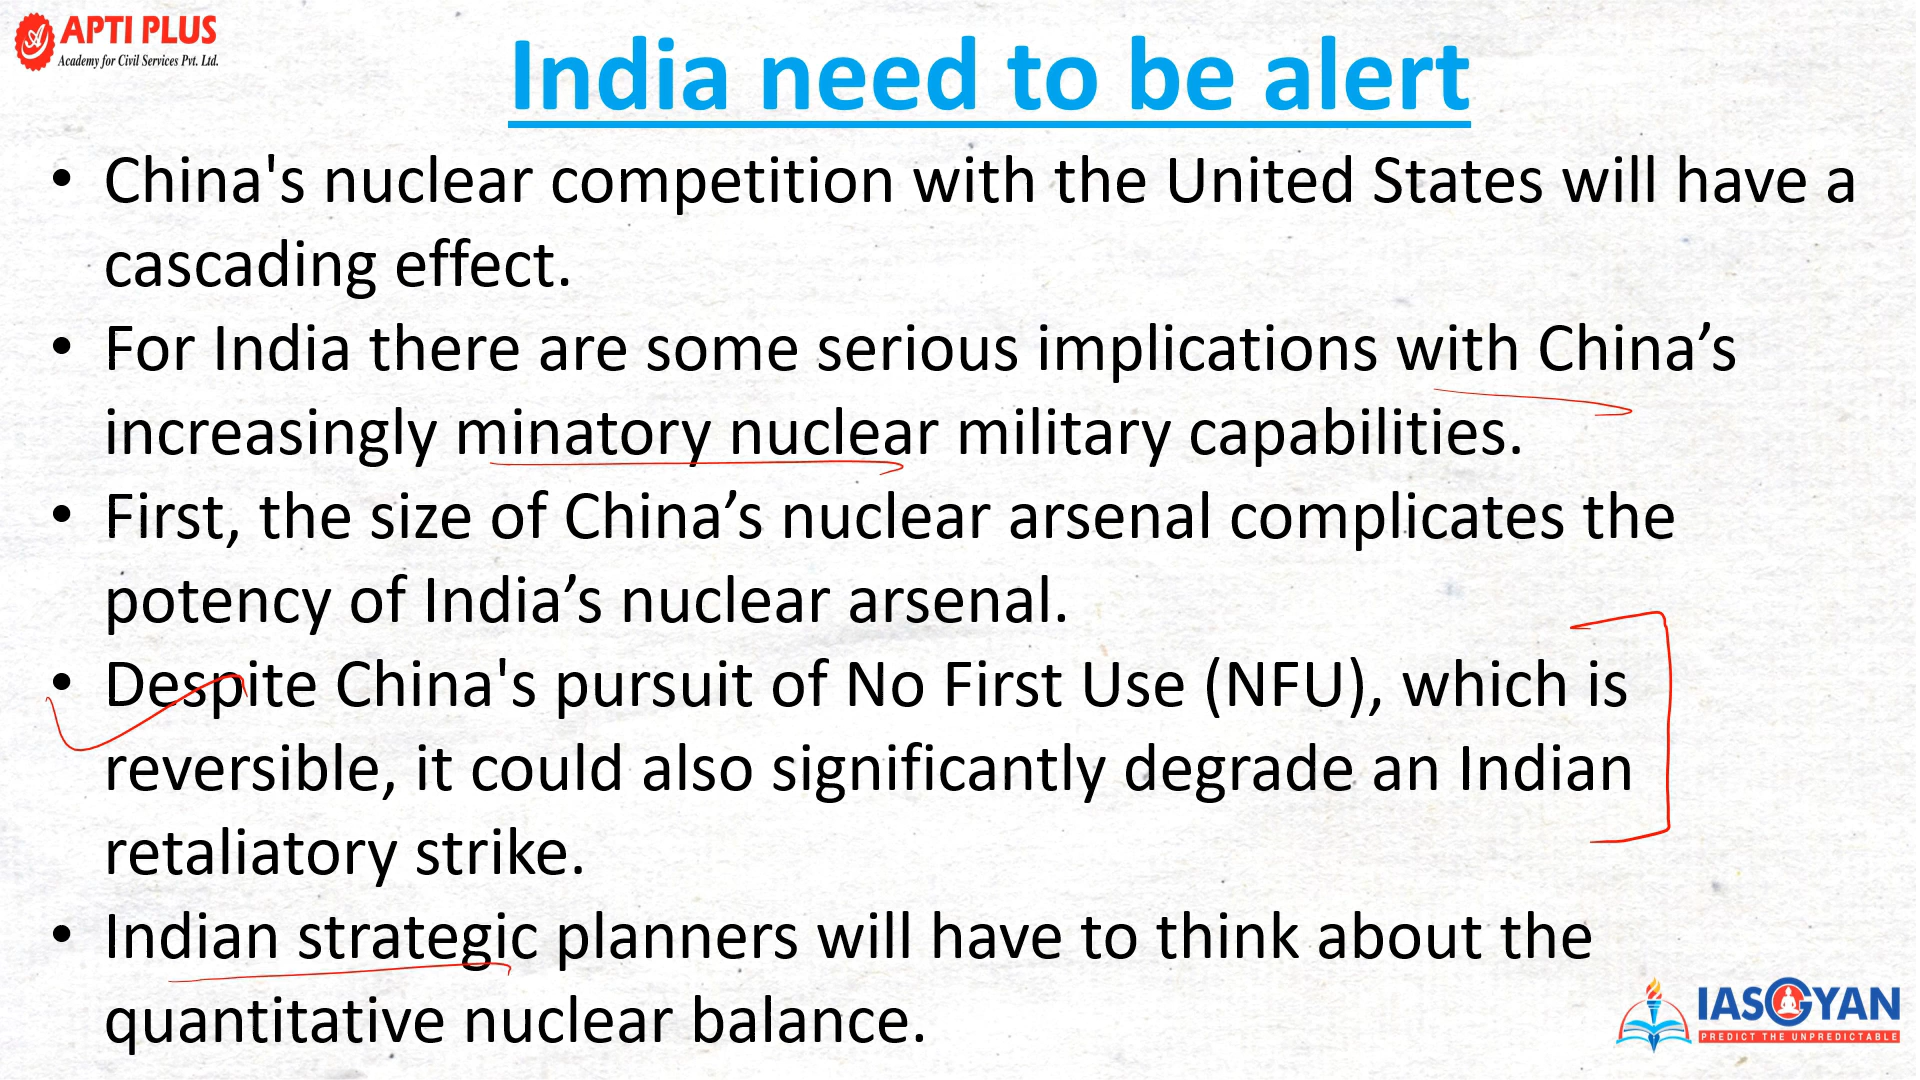 APTI PLUS
Academy for Civil Services Pvt. Ltd.
India need to be alert
• China's nuclear competition with the United States will have a
cascading effect.
• For India there are some serious implications with China’s
increasingly minatory nuclear military capabilities.
• First, the size of China’s nuclear arsenal complicates the
potency of India’s nuclear arsenal.
• Despite China's pursuit of No First Use (NFU), which is
reversible, it could also significantly degrade an Indian
retaliatory strike.
• Indian strategic planners will have to think about the
quantitative nuclear balance.
IASGYAN
PREDICT THE UNPREDICTABLE